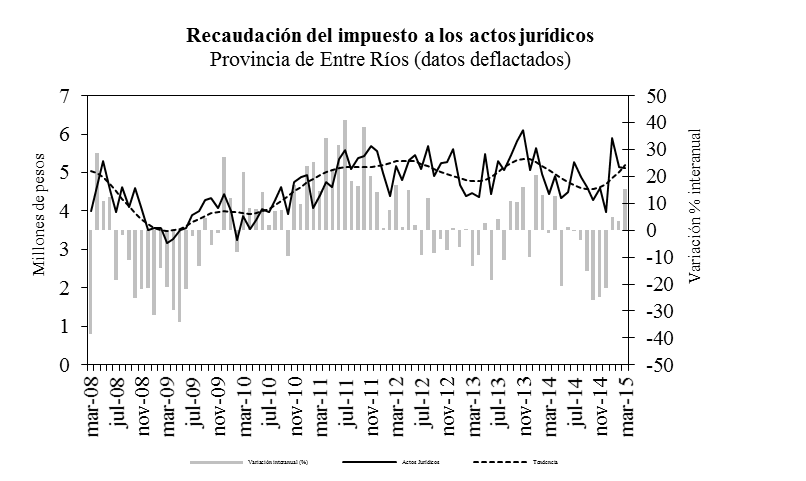 Recaudación del impuesto a los actos jurídicos
Provincia de Entre Ríos (datos deflactados)
7
6
5
4
3
2
1
0
Millones de pesos
50
40
30
20
10
0
-10
-20
-30
-40
-50
Variación % interanual
mar-08
jul-08
nov-08
mar-09
jul-09
nov-09
mar-10
jul-10
nov-10
mar-11
jul-11
nov-11
mar-12
jul-12
nov-12
mar-13
jul-13
nov-13
mar-14
jul-14
nov-14
mar-15
Variación interanual (%)
Actos Jurídicos
Tendencia